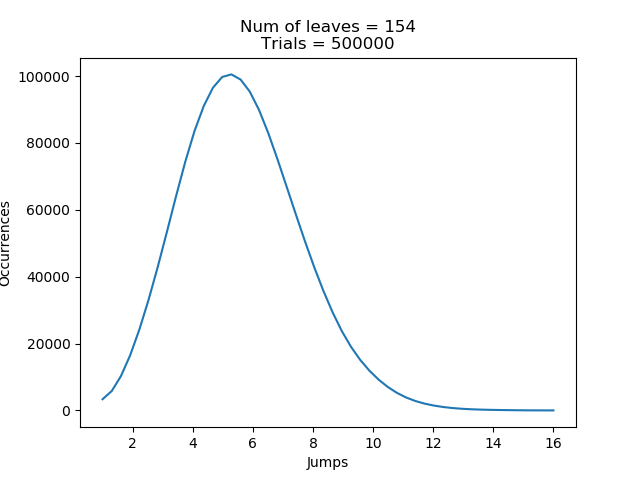 Num of leaves = 154
Trials = 500000
100000
80000
60000
40000
20000
0
Occurrences
2 4 6 8 10 12 14 16
Jumps